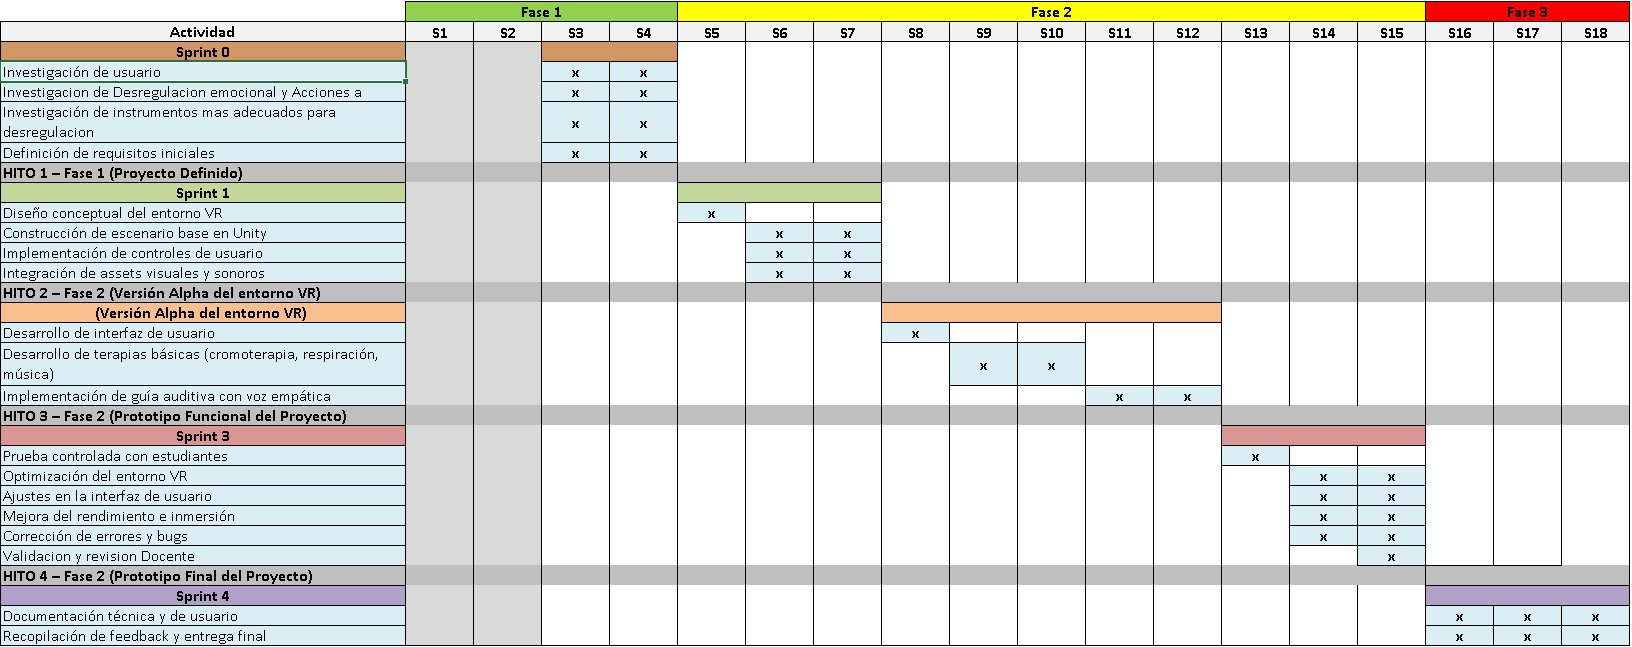 Fase 1 Fase 2 Fase 3
Actividad S1 S2 S3 S4 S5 S6 S7 S8 S9 S10 S11 S12 S13 S14 S15 S16 S17 S18
Sprint 0
Investigación de usuario x x
Investigacion de Desregulacion emocional y Acciones a x x
Investigación de instrumentos mas adecuados para
desregulacion x x
Definición de requisitos iniciales x x
HITO 1 – Fase 1 (Proyecto Definido)
Sprint 1
Diseño conceptual del entorno VR x
Construcción de escenario base en Unity x x
Implementación de controles de usuario x x
Integración de assets visuales y sonoros x x
HITO 2 – Fase 2 (Versión Alpha del entorno VR)
(Versión Alpha del entorno VR)
Desarrollo de interfaz de usuario x
Desarrollo de terapias básicas (cromoterapia, respiración,
música) x x
Implementación de guía auditiva con voz empática x x
HITO 3 – Fase 2 (Prototipo Funcional del Proyecto)
Sprint 3
Prueba controlada con estudiantes x
Optimización del entorno VR x x
Ajustes en la interfaz de usuario x x
Mejora del rendimiento e inmersión x x
Corrección de errores y bugs x x
Validacion y revision Docente x
HITO 4 – Fase 2 (Prototipo Final del Proyecto)
Sprint 4
Documentación técnica y de usuario x x x
Recopilación de feedback y entrega final x x x